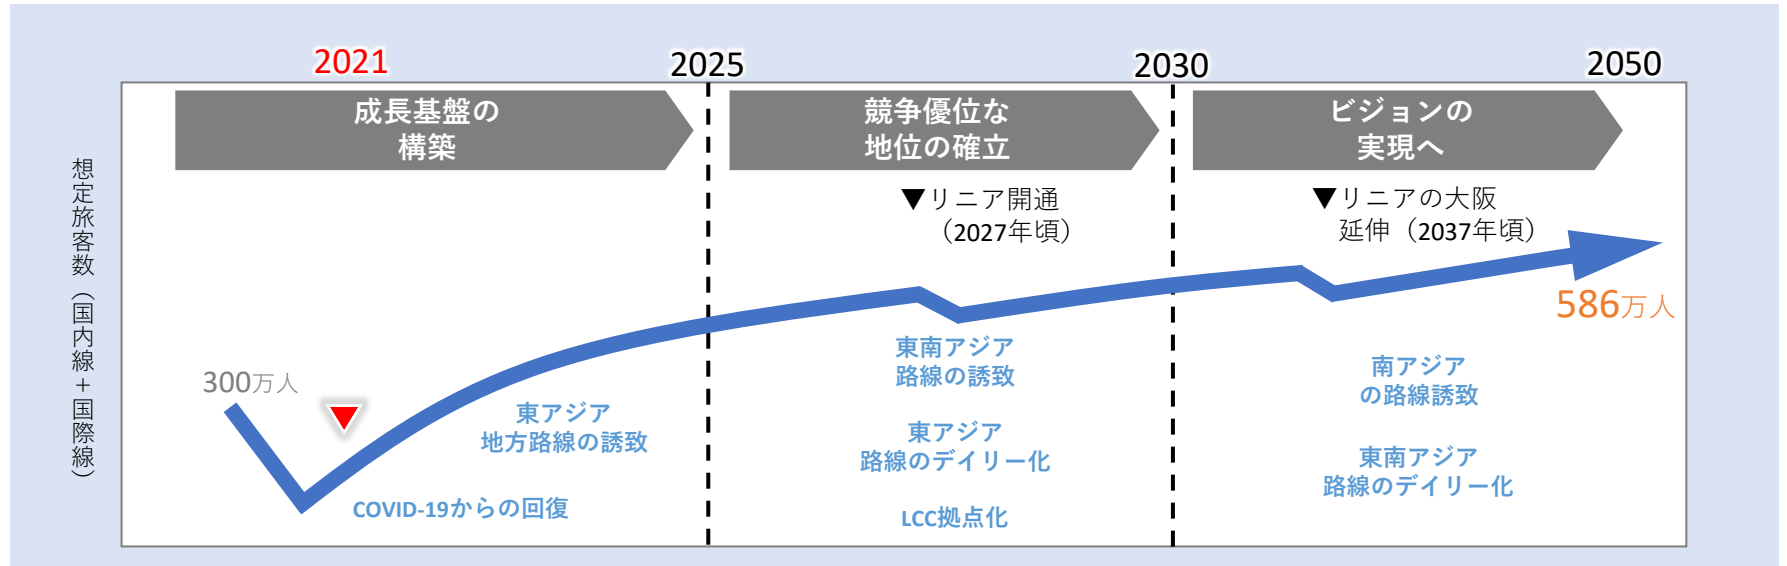 2021
2025
2030
2050
成長基盤の
構築
競争優位な
地位の確立
ビジョンの
実現へ
想定旅客数（国内線＋国際線）
▼リニア開通
（2027年頃）
▼リニアの大阪
延伸（2037年頃）
586万人
300万人
東アジア
地方路線の誘致
COVID-19からの回復
東南アジア
路線の誘致
東アジア
路線のデイリー化
LCC拠点化
南アジア
の路線誘致
東南アジア
路線のデイリー化